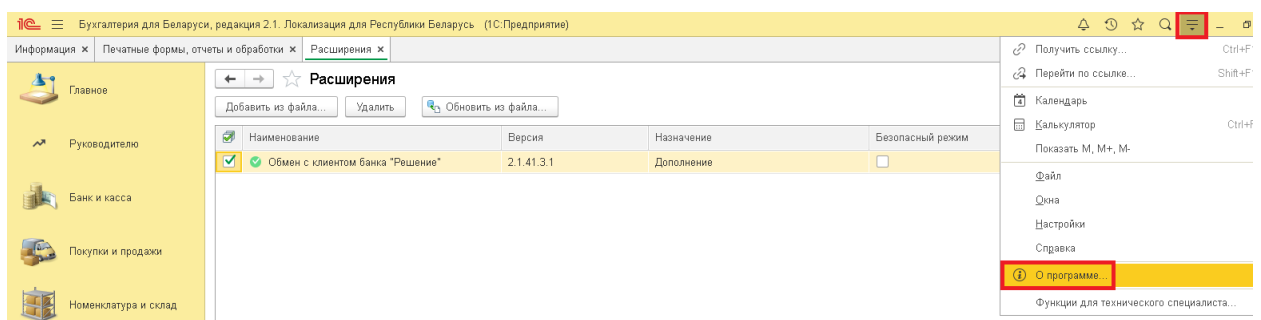 1С Бухгалтерия для Беларуси, редакция 2.1. Локализация для Республики Беларусь (1С:Предприятие)
Информация × Печатные формы, отчеты и обработки × Расширения ×
Получить ссылку... Ctrl+F
Перейти по ссылке... Shift+F
Календарь
Калькулятор Ctrl+F
Показать М, М+, М-
Файл
Окна
Настройки
Справка
О программе...
Функции для технического специалиста...
Главное
Руководителю
Банк и касса
Покупки и продажи
Номенклатура и склад
Расширения
Добавить из файла... Удалить Обновить из файла...
Наименование Версия Назначение Безопасный режим
Обмен с клиентом банка "Решение" 2.1.41.3.1 Дополнение